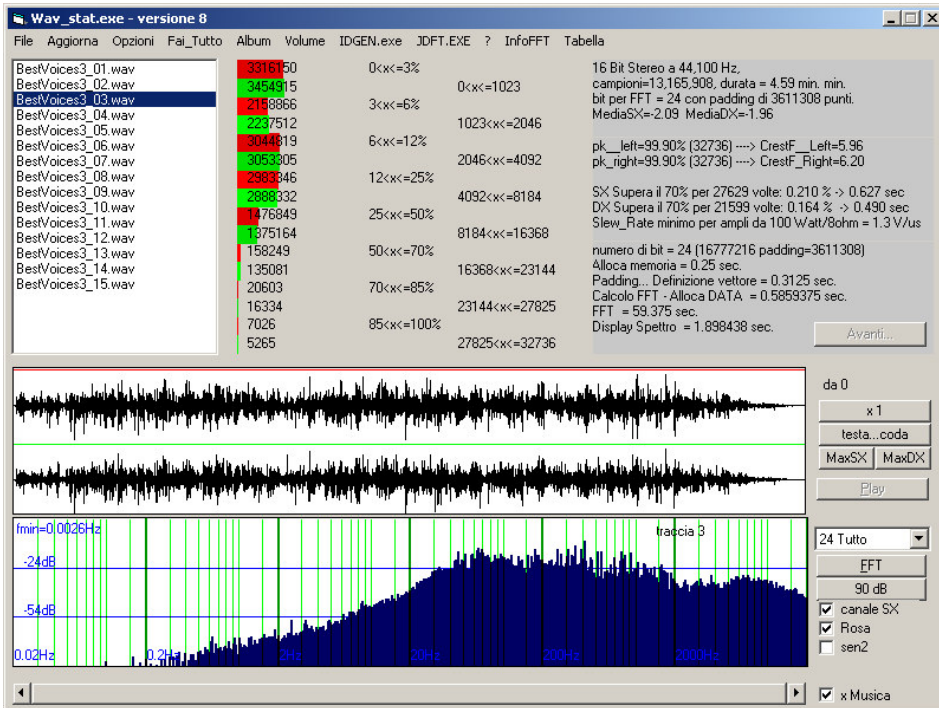 Wav_stat.exe - versione 8
File Aggiorna Opzioni Fai_Tutto Album Volume IDGEN.exe JDFT.EXE ? InfoFFT Tabella
BestVoices3_01.wav
BestVoices3_02.wav
BestVoices3_03.wav
BestVoices3_04.wav
BestVoices3_05.wav
BestVoices3_06.wav
BestVoices3_07.wav
BestVoices3_08.wav
BestVoices3_09.wav
BestVoices3_10.wav
BestVoices3_11.wav
BestVoices3_12.wav
BestVoices3_13.wav
BestVoices3_14.wav
BestVoices3_15.wav
3316150 0<x<=3%
3454915 0<x<=1023
2158866 3<x<=6%
2237512 1023<x<=2046
3044819 6<x<=12%
3053305 2046<x<=4092
2983346 12<x<=25%
2888332 4092<x<=8184
1476849 25<x<=50%
1375164 8184<x<=16368
158249 50<x<=70%
135081 16368<x<=23144
20603 70<x<=85%
16334 23144<x<=27825
7026 85<x<=100%
5265 27825<x<=32736
16 Bit Stereo a 44,100 Hz,
campioni=13,165,908, durata = 4.59 min. min.
bit per FFT = 24 con padding di 3611308 punti.
MediaSX=-2.09 MediaDX=-1.96
pk__left=99.90% (32736) ----> CrestF__Left=5.96
pk_right=99.90% (32736) ----> CrestF_Right=6.20
SX Supera il 70% per 27629 volte: 0.210 % -> 0.627 sec
DX Supera il 70% per 21599 volte: 0.164 % -> 0.490 sec
Slew_Rate minimo per ampli da 100 Watt/8ohm = 1.3 V/us
numero di bit = 24 (16777216 padding=3611308)
Alloca memoria = 0.25 sec.
Padding... Definizione vettore = 0.3125 sec.
Calcolo FFT - Alloca DATA = 0.5859375 sec.
FFT = 59.375 sec.
Display Spettro = 1.898438 sec.
Avanti...
da 0
x 1
testa...coda
MaxSX MaxDX
Play
fmin=0.0026Hz
traccia 3
-24dB
-54dB
0.02Hz 0.2Hz 2Hz 20Hz 200Hz 2000Hz
24 Tutto
FFT
90 dB
canale SX
Rosa
sen2
x Musica